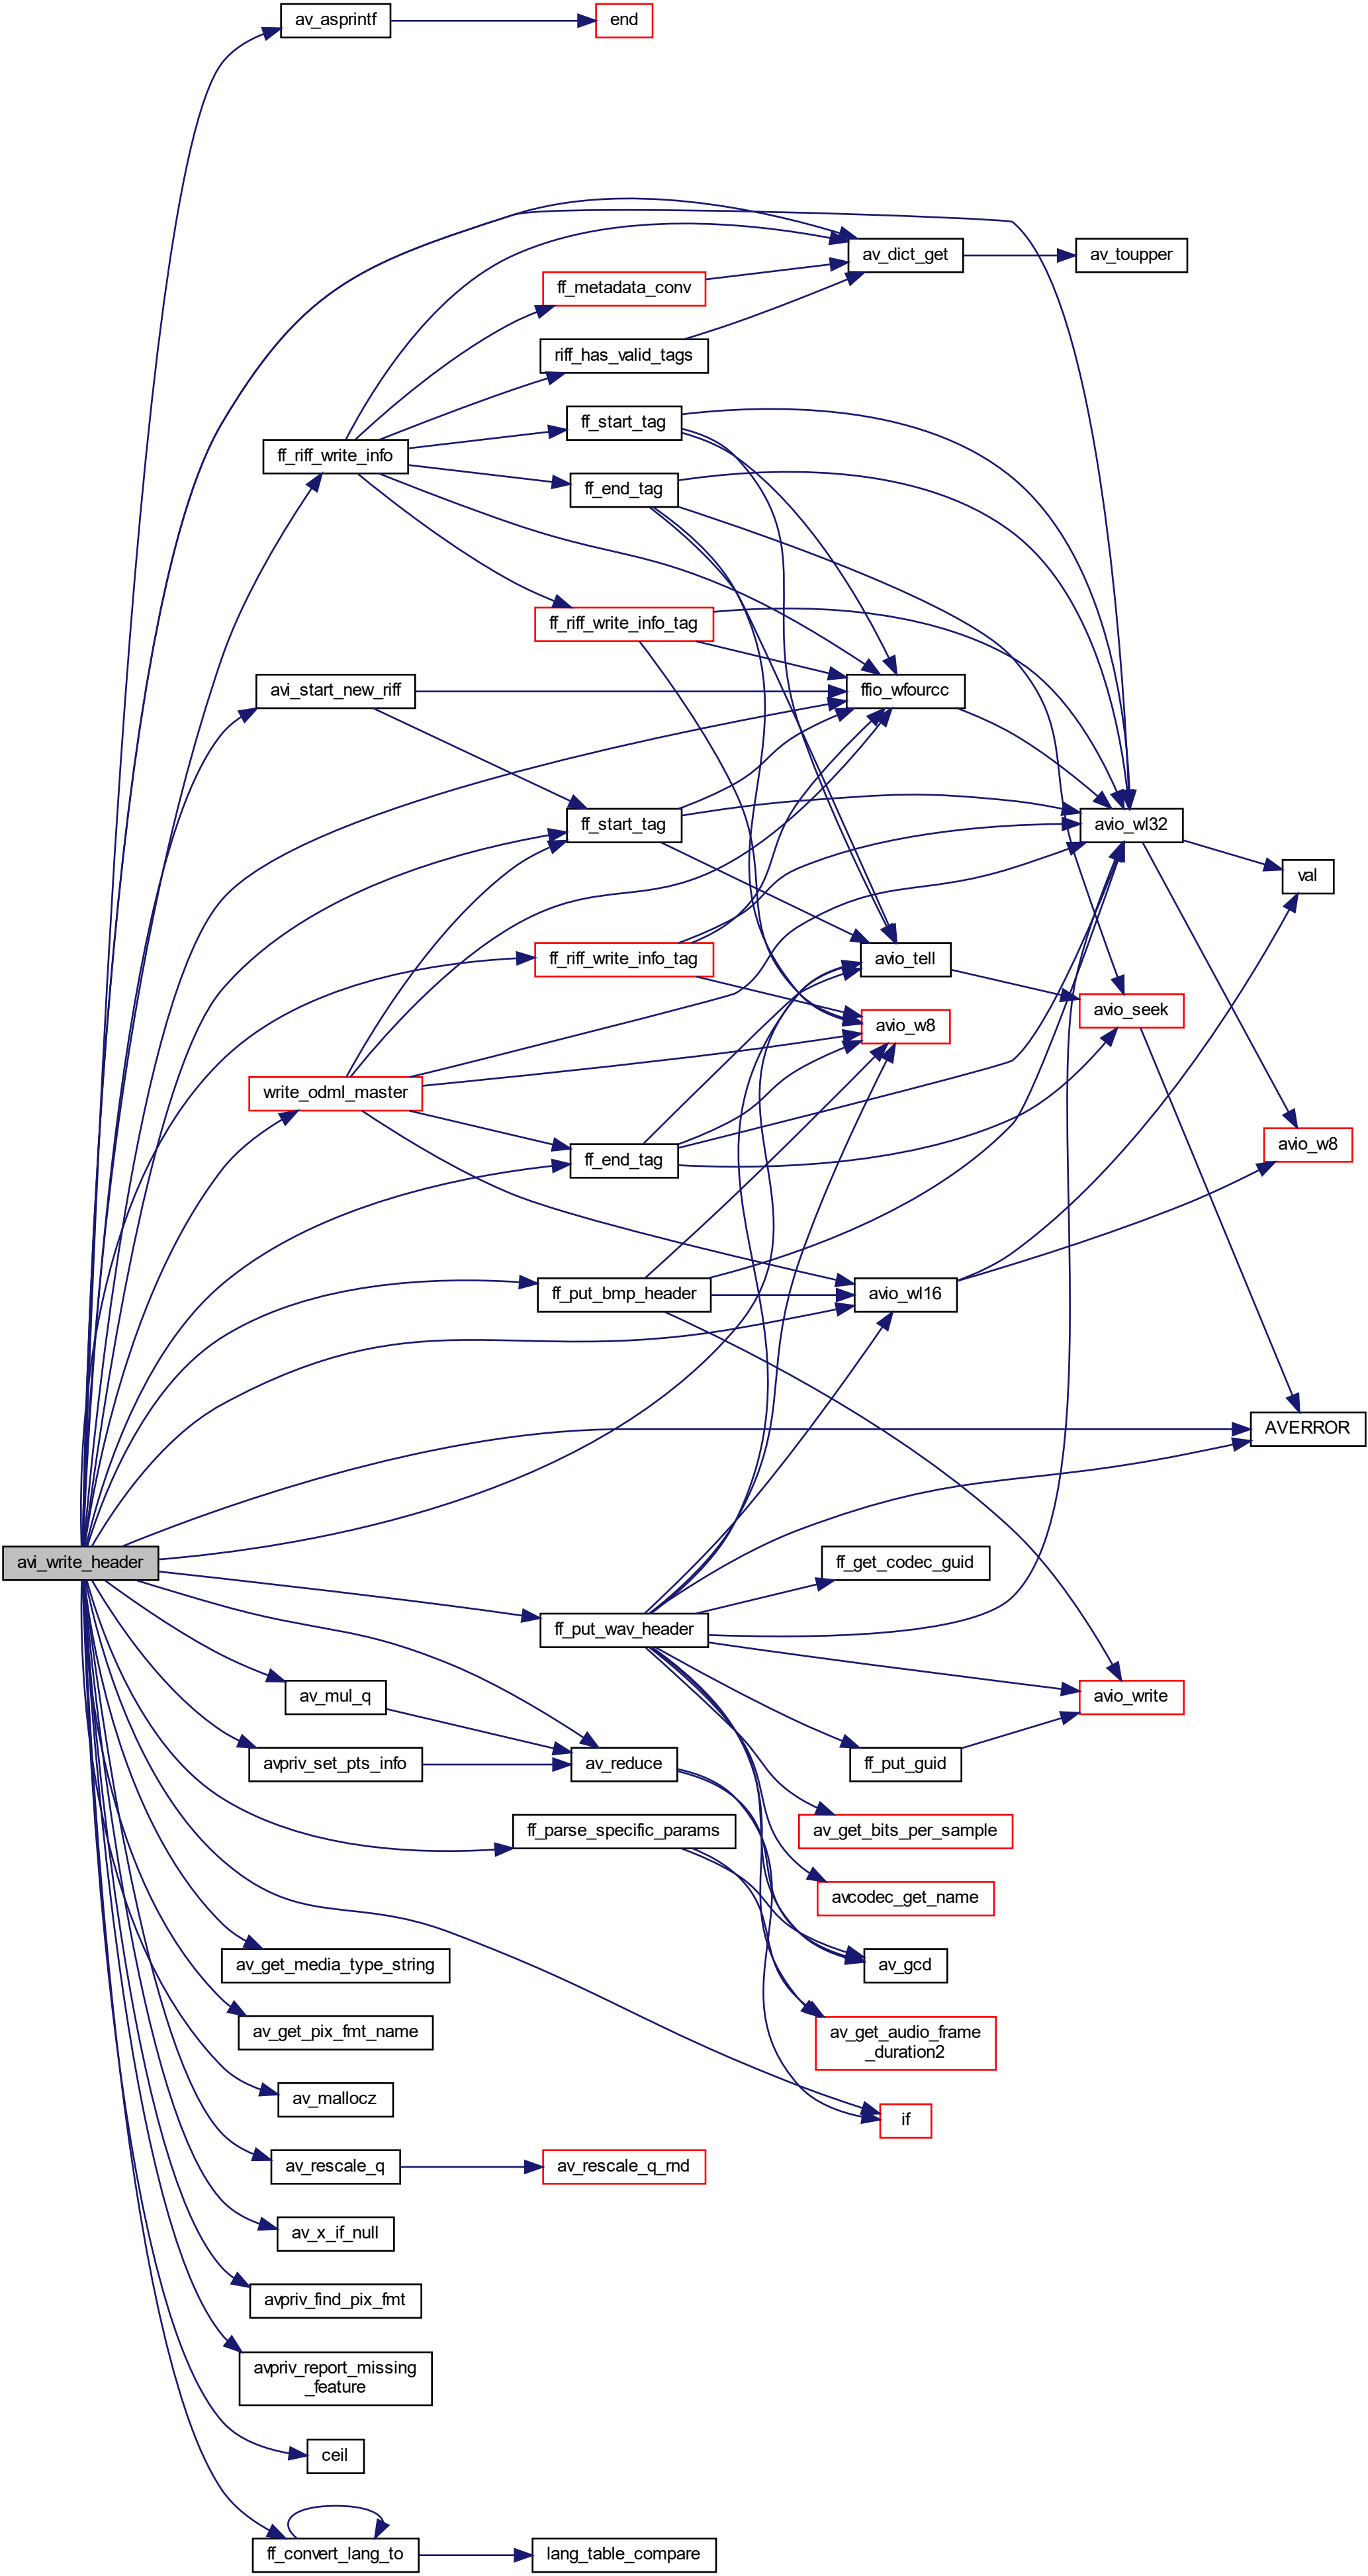 av_asprintf
end
av_dict_get
av_toupper
ff_metadata_conv
riff_has_valid_tags
ff_start_tag
ff_riff_write_info
ff_end_tag
ff_riff_write_info_tag
avi_start_new_riff
ffio_wfourcc
ff_start_tag
avio_wl32
val
ff_riff_write_info_tag
avio_tell
avio_seek
avio_w8
write_odml_master
avio_w8
ff_end_tag
ff_put_bmp_header
avio_wl16
AVERROR
avi_write_header
ff_get_codec_guid
ff_put_wav_header
av_mul_q
avio_write
avpriv_set_pts_info
av_reduce
ff_put_guid
ff_parse_specific_params
av_get_bits_per_sample
avcodec_get_name
av_get_media_type_string
av_gcd
av_get_pix_fmt_name
av_get_audio_frame
_duration2
av_mallocz
if
av_rescale_q
av_rescale_q_rnd
av_x_if_null
avpriv_find_pix_fmt
avpriv_report_missing
_feature
ceil
ff_convert_lang_to
lang_table_compare